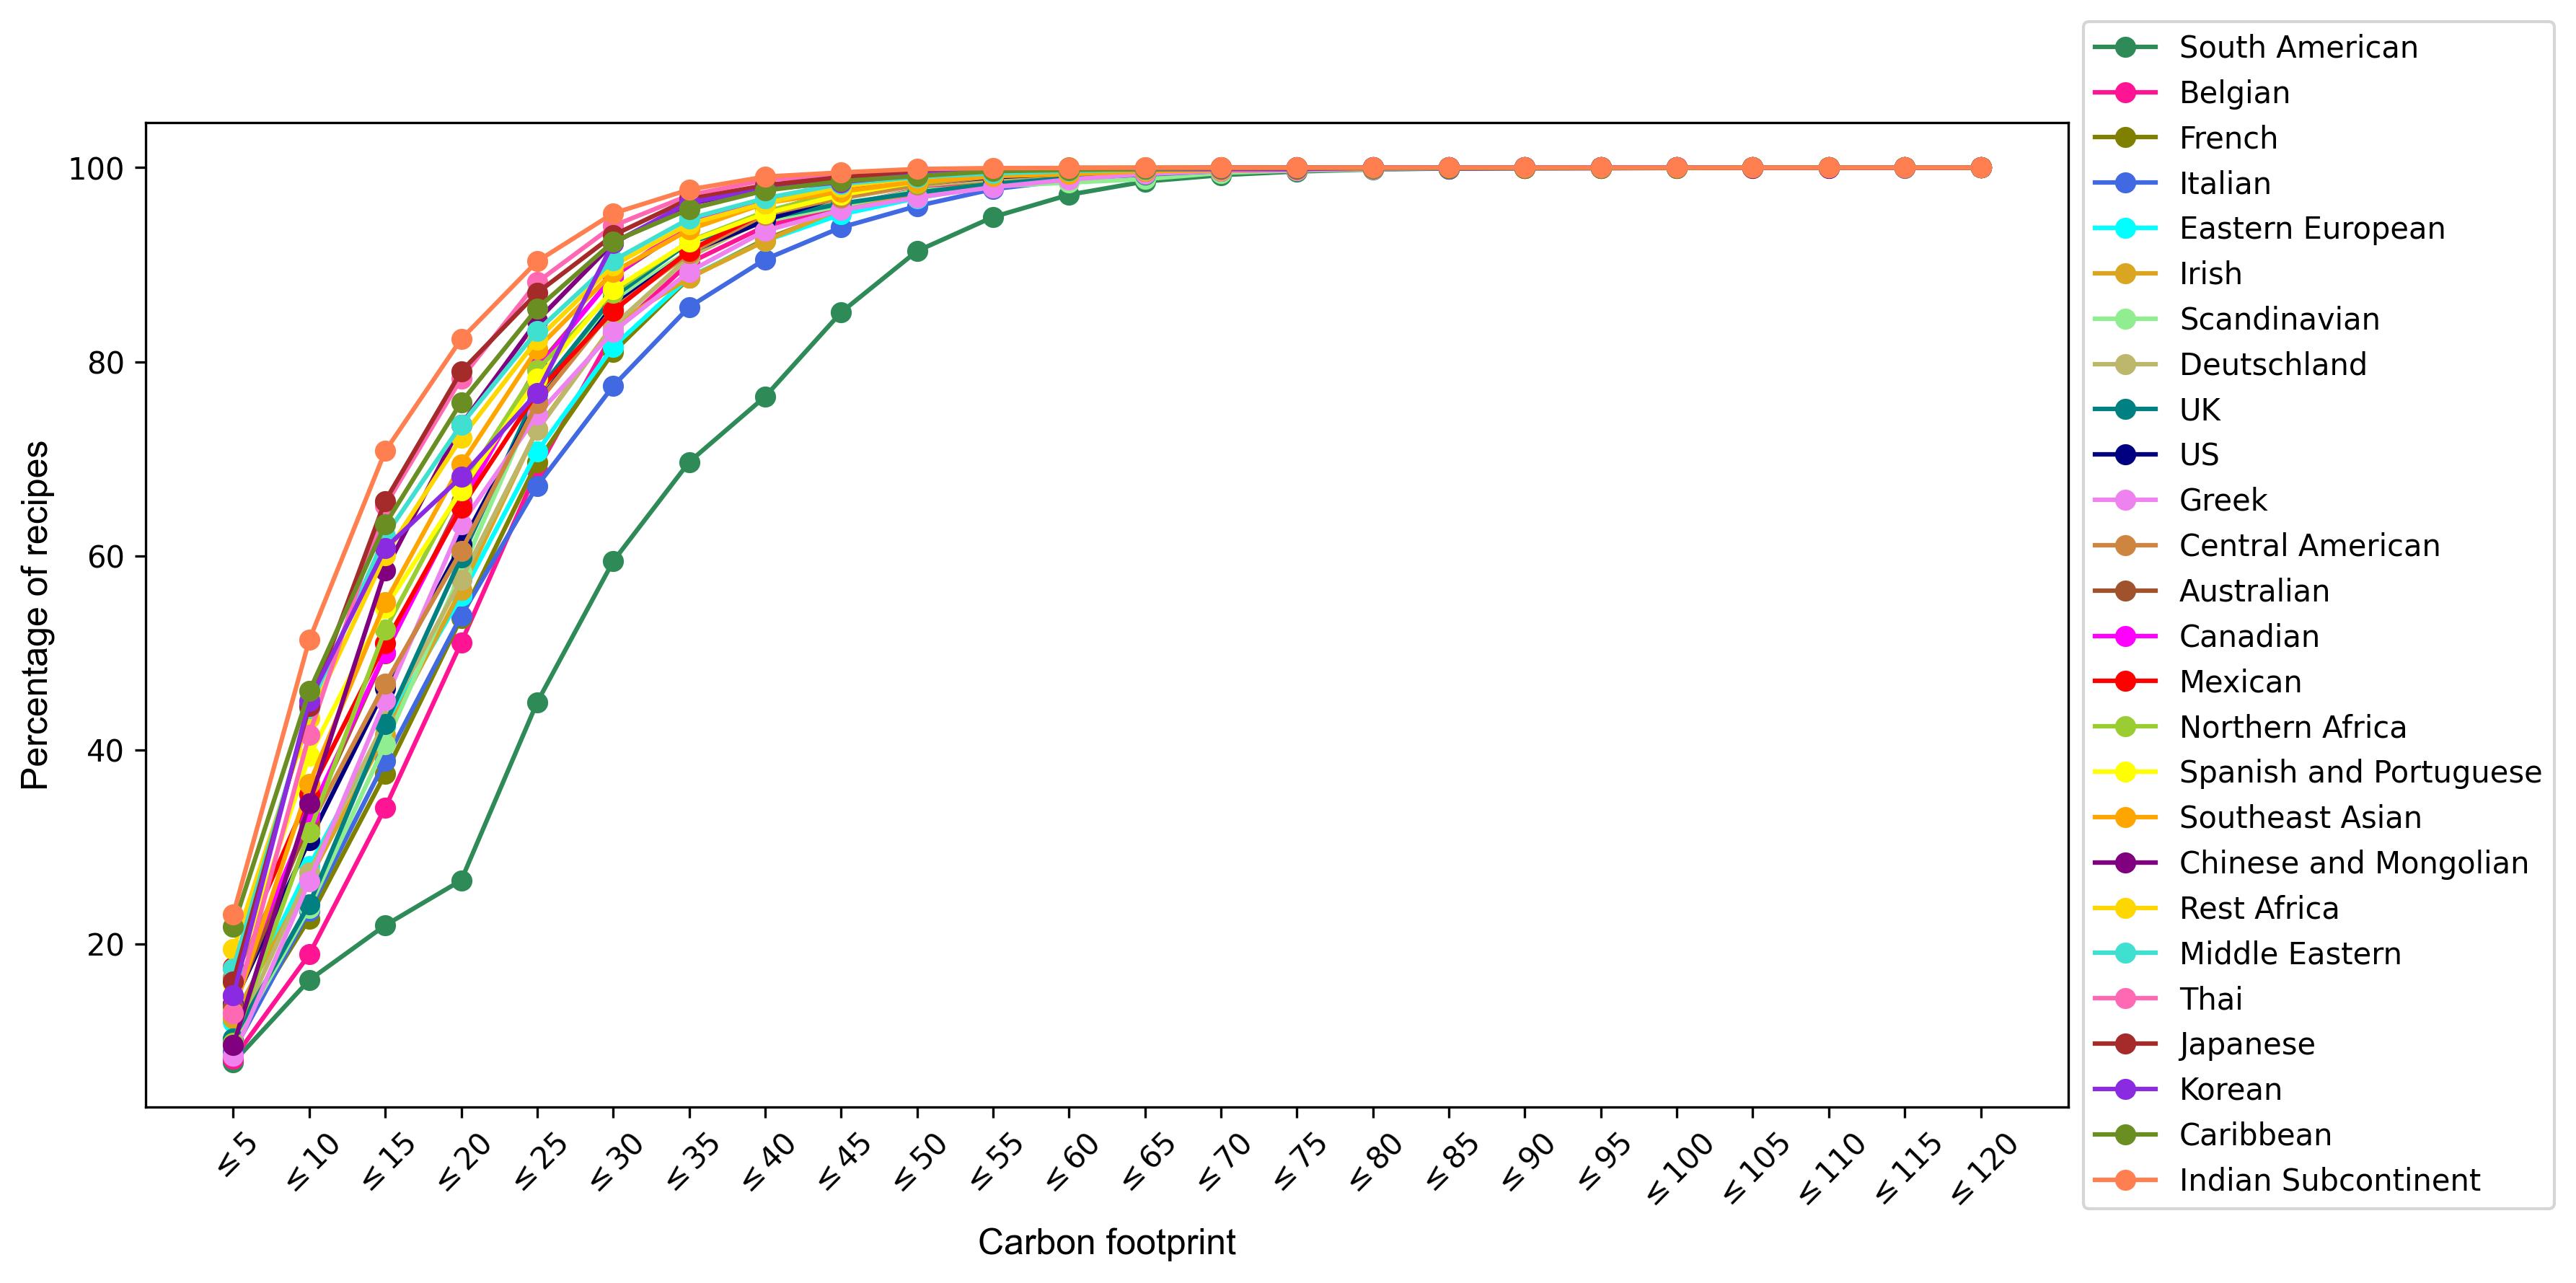 Percentage of recipes
100
80
60
40
20
≤ 5
≤ 10
≤ 15
≤ 20
≤ 25
≤ 30
≤ 35
≤ 40
≤ 45
≤ 50
≤ 55
≤ 60
≤ 65
≤ 70
≤ 75
≤ 80
≤ 85
≤ 90
≤ 95
≤ 100
≤ 105
≤ 110
≤ 115
≤ 120
Carbon footprint
South American
Belgian
French
Italian
Eastern European
Irish
Scandinavian
Deutschland
UK
US
Greek
Central American
Australian
Canadian
Mexican
Northern Africa
Spanish and Portuguese
Southeast Asian
Chinese and Mongolian
Rest Africa
Middle Eastern
Thai
Japanese
Korean
Caribbean
Indian Subcontinent